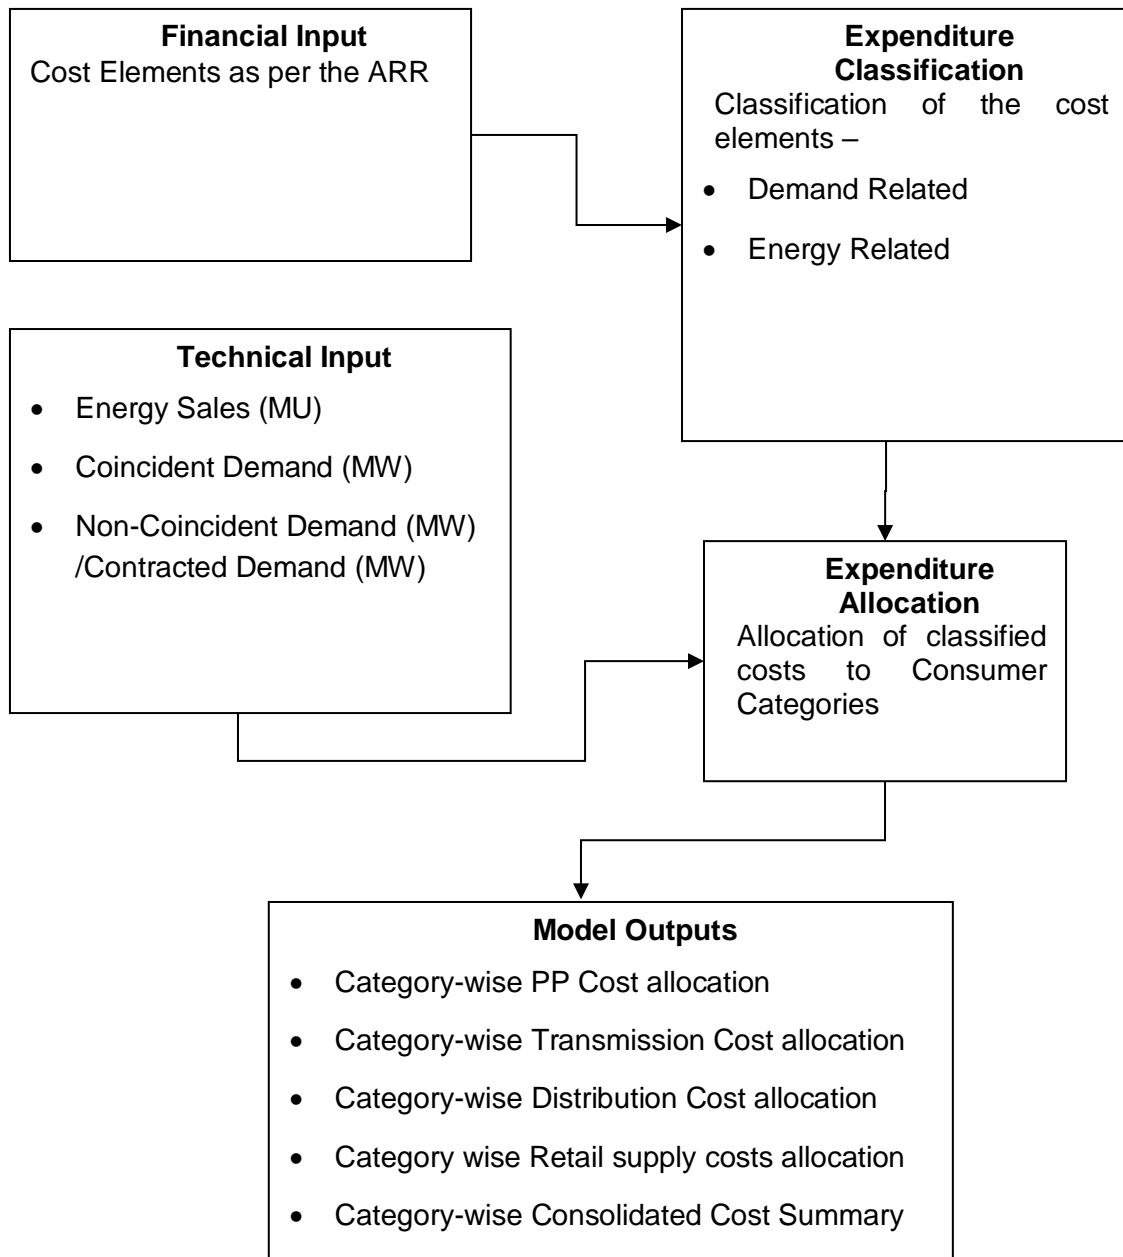 Financial Input
Cost Elements as per the ARR
Expenditure
Classification
Classification of the cost
elements –
• Demand Related
• Energy Related
Technical Input
• Energy Sales (MU)
• Coincident Demand (MW)
• Non-Coincident Demand (MW)
/Contracted Demand (MW)
Expenditure
Allocation
Allocation of classified
costs to Consumer
Categories
Model Outputs
• Category-wise PP Cost allocation
• Category-wise Transmission Cost allocation
• Category-wise Distribution Cost allocation
• Category wise Retail supply costs allocation
• Category-wise Consolidated Cost Summary